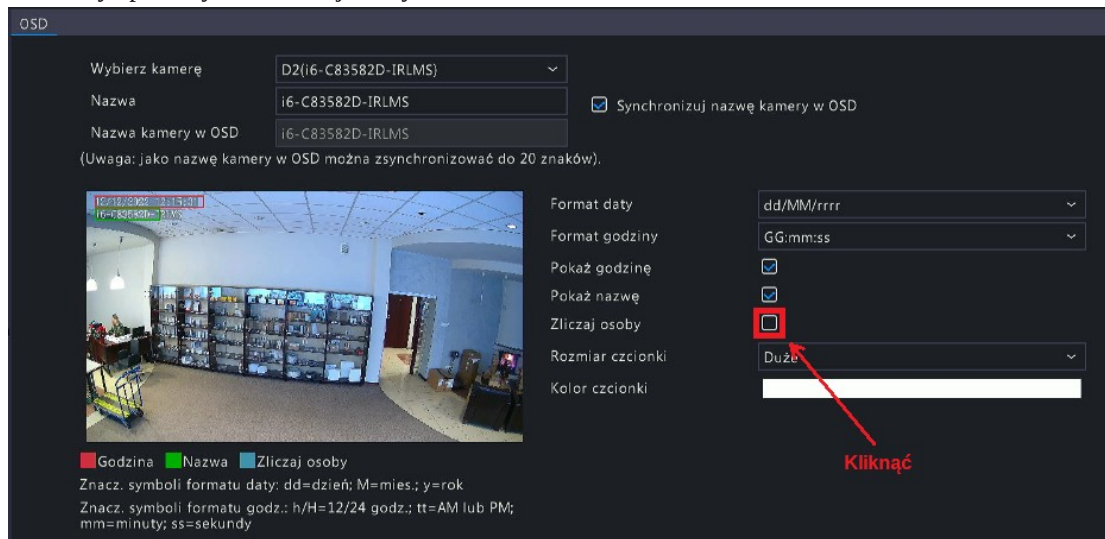 OSD
Wybierz kamerę D2(i6-C83582D-IRLMS)
Nazwa i6-C83582D-IRLMS Synchronizuj nazwę kamery w OSD
Nazwa kamery w OSD i6-C83582D-IRLMS
(Uwaga: jako nazwę kamery w OSD można zsynchronizować do 20 znaków).
i6-C83582D-IRLMS
Format daty dd/MM/rrrr
Format godziny GG:mm:ss
Pokaż godzinę
Pokaż nazwę
Zliczaj osoby
Rozmiar czcionki Duże
Kolor czcionki
Kliknąć
Godzina Nazwa Zliczaj osoby
Znacz. symboli formatu daty: dd=dzień; M=mies.; y=rok
Znacz. symboli formatu godz.: h/H=12/24 godz.; tt=AM lub PM;
mm=minuty; ss=sekundy